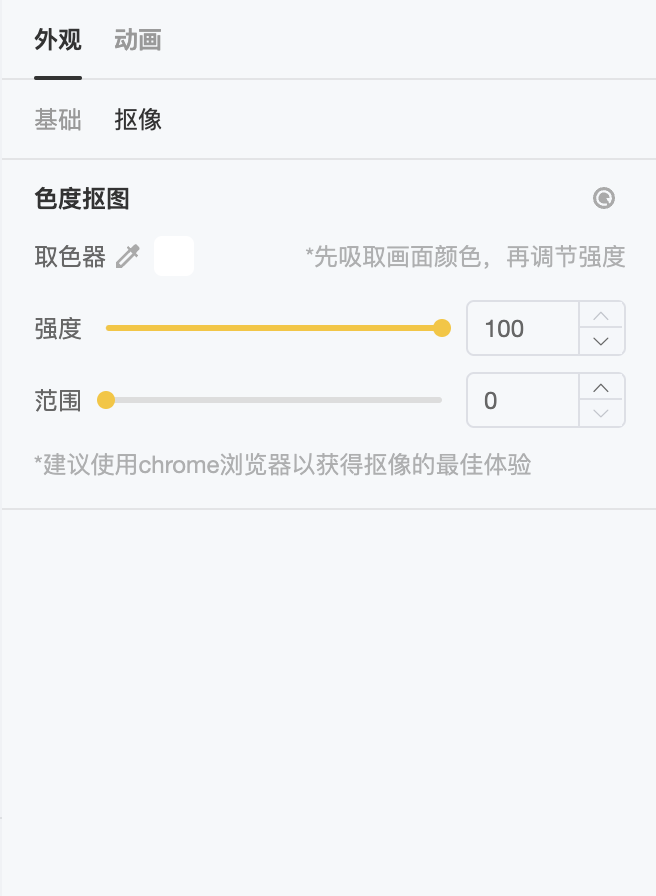 外观 动画
基础 抠像
色度抠图
取色器 *先吸取画面颜色，再调节强度
强度 100
范围 0
*建议使用chrome浏览器以获得抠像的最佳体验